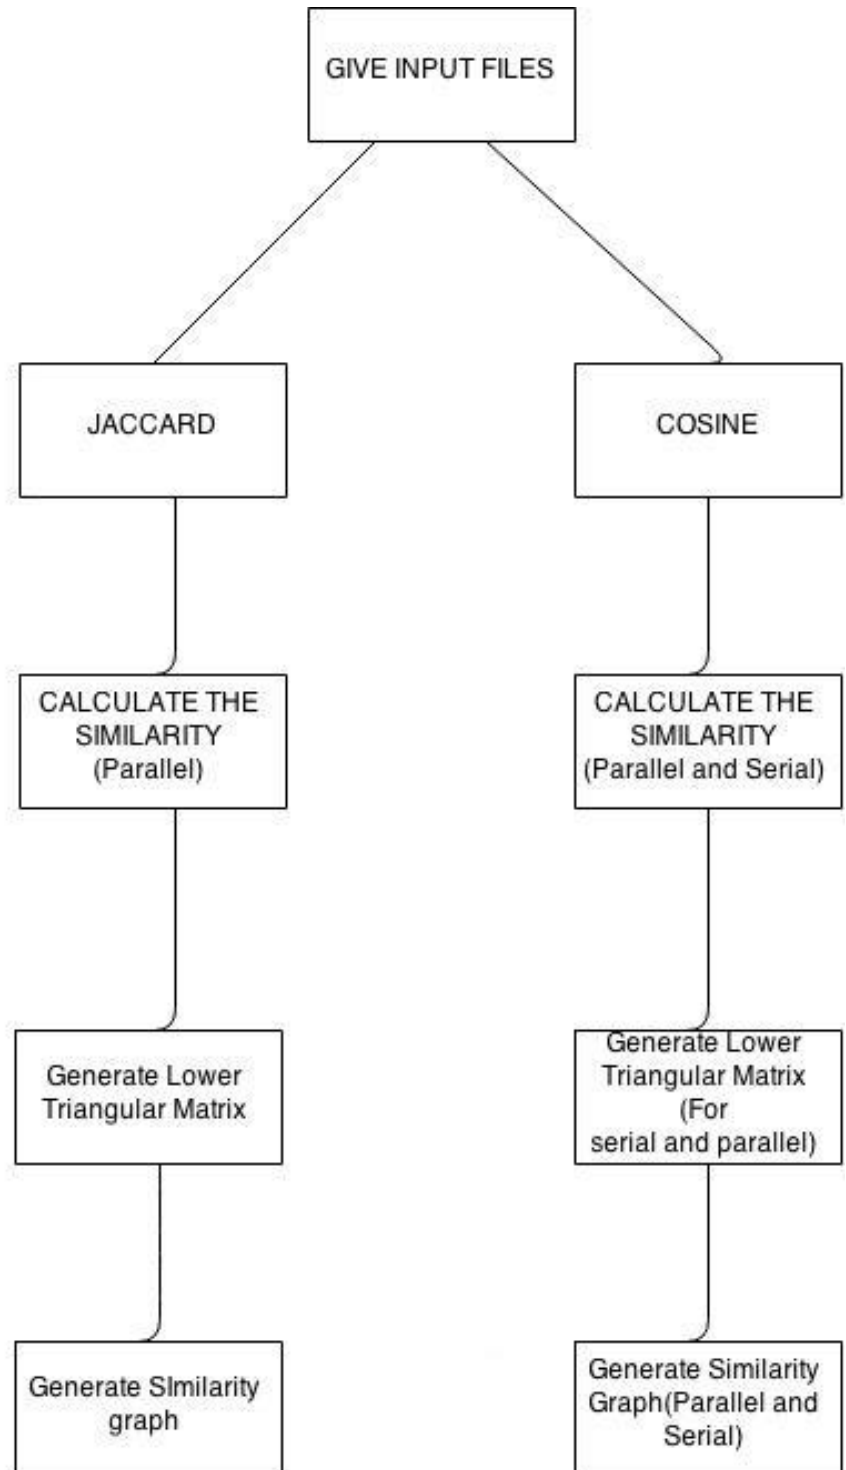 GIVE INPUT FILES
JACCARD
COSINE
CALCULATE THE
SIMILARITY
(Parallel)
CALCULATE THE
SIMILARITY
(Parallel and Serial)
Generate Lower
Triangular Matrix
Generate Lower
Triangular Matrix
(For
serial and parallel)
Generate SImilarity
graph
Generate Similarity
Graph(Parallel and
Serial)